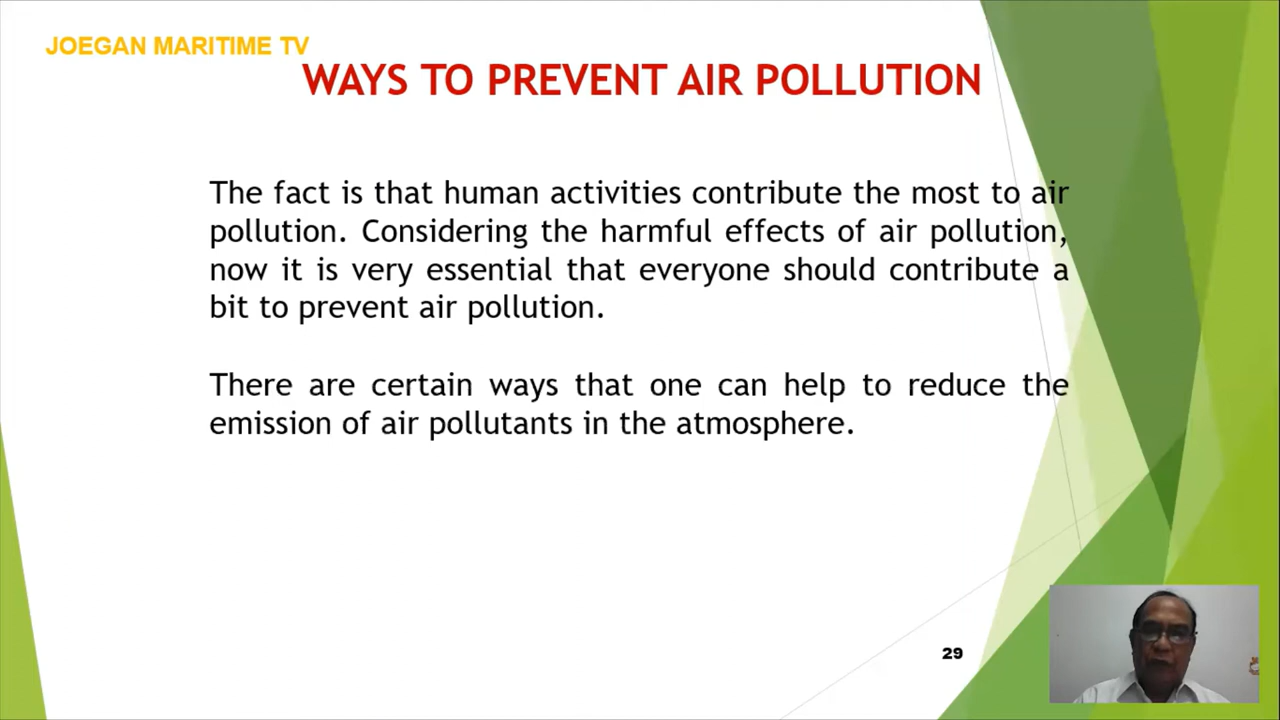 JOEGAN MARITIME TV
WAYS TO PREVENT AIR POLLUTION
The fact is that human activities contribute the most to air
pollution. Considering the harmful effects of air pollution,
now it is very essential that everyone should contribute a
bit to prevent air pollution.
There are certain ways that one can help to reduce the
emission of air pollutants in the atmosphere.
29